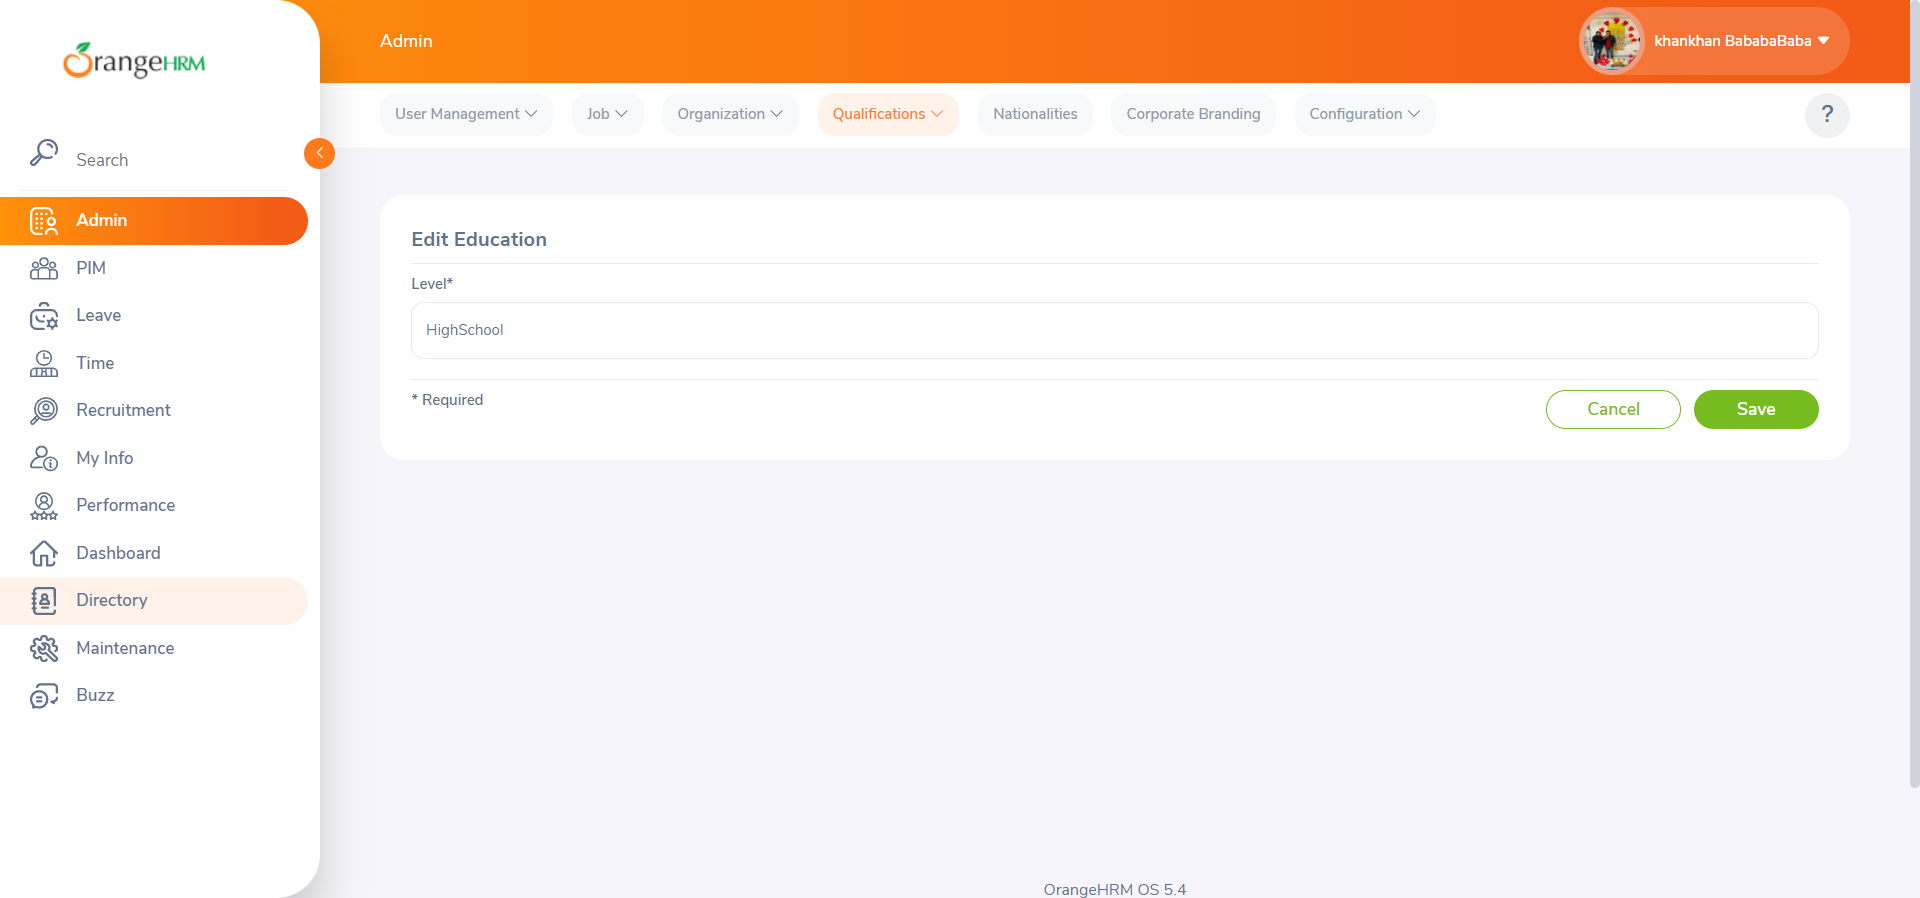 OrangeHRM
Search
Admin
PIM
Leave
Time
Recruitment
My Info
Performance
Dashboard
Directory
Maintenance
Buzz
Admin
khankhan BababaBaba
User Management
Job
Organization
Qualifications
Nationalities
Corporate Branding
Configuration
?
Edit Education
Level*
HighSchool
* Required
Cancel
Save
OrangeHRM OS 5.4